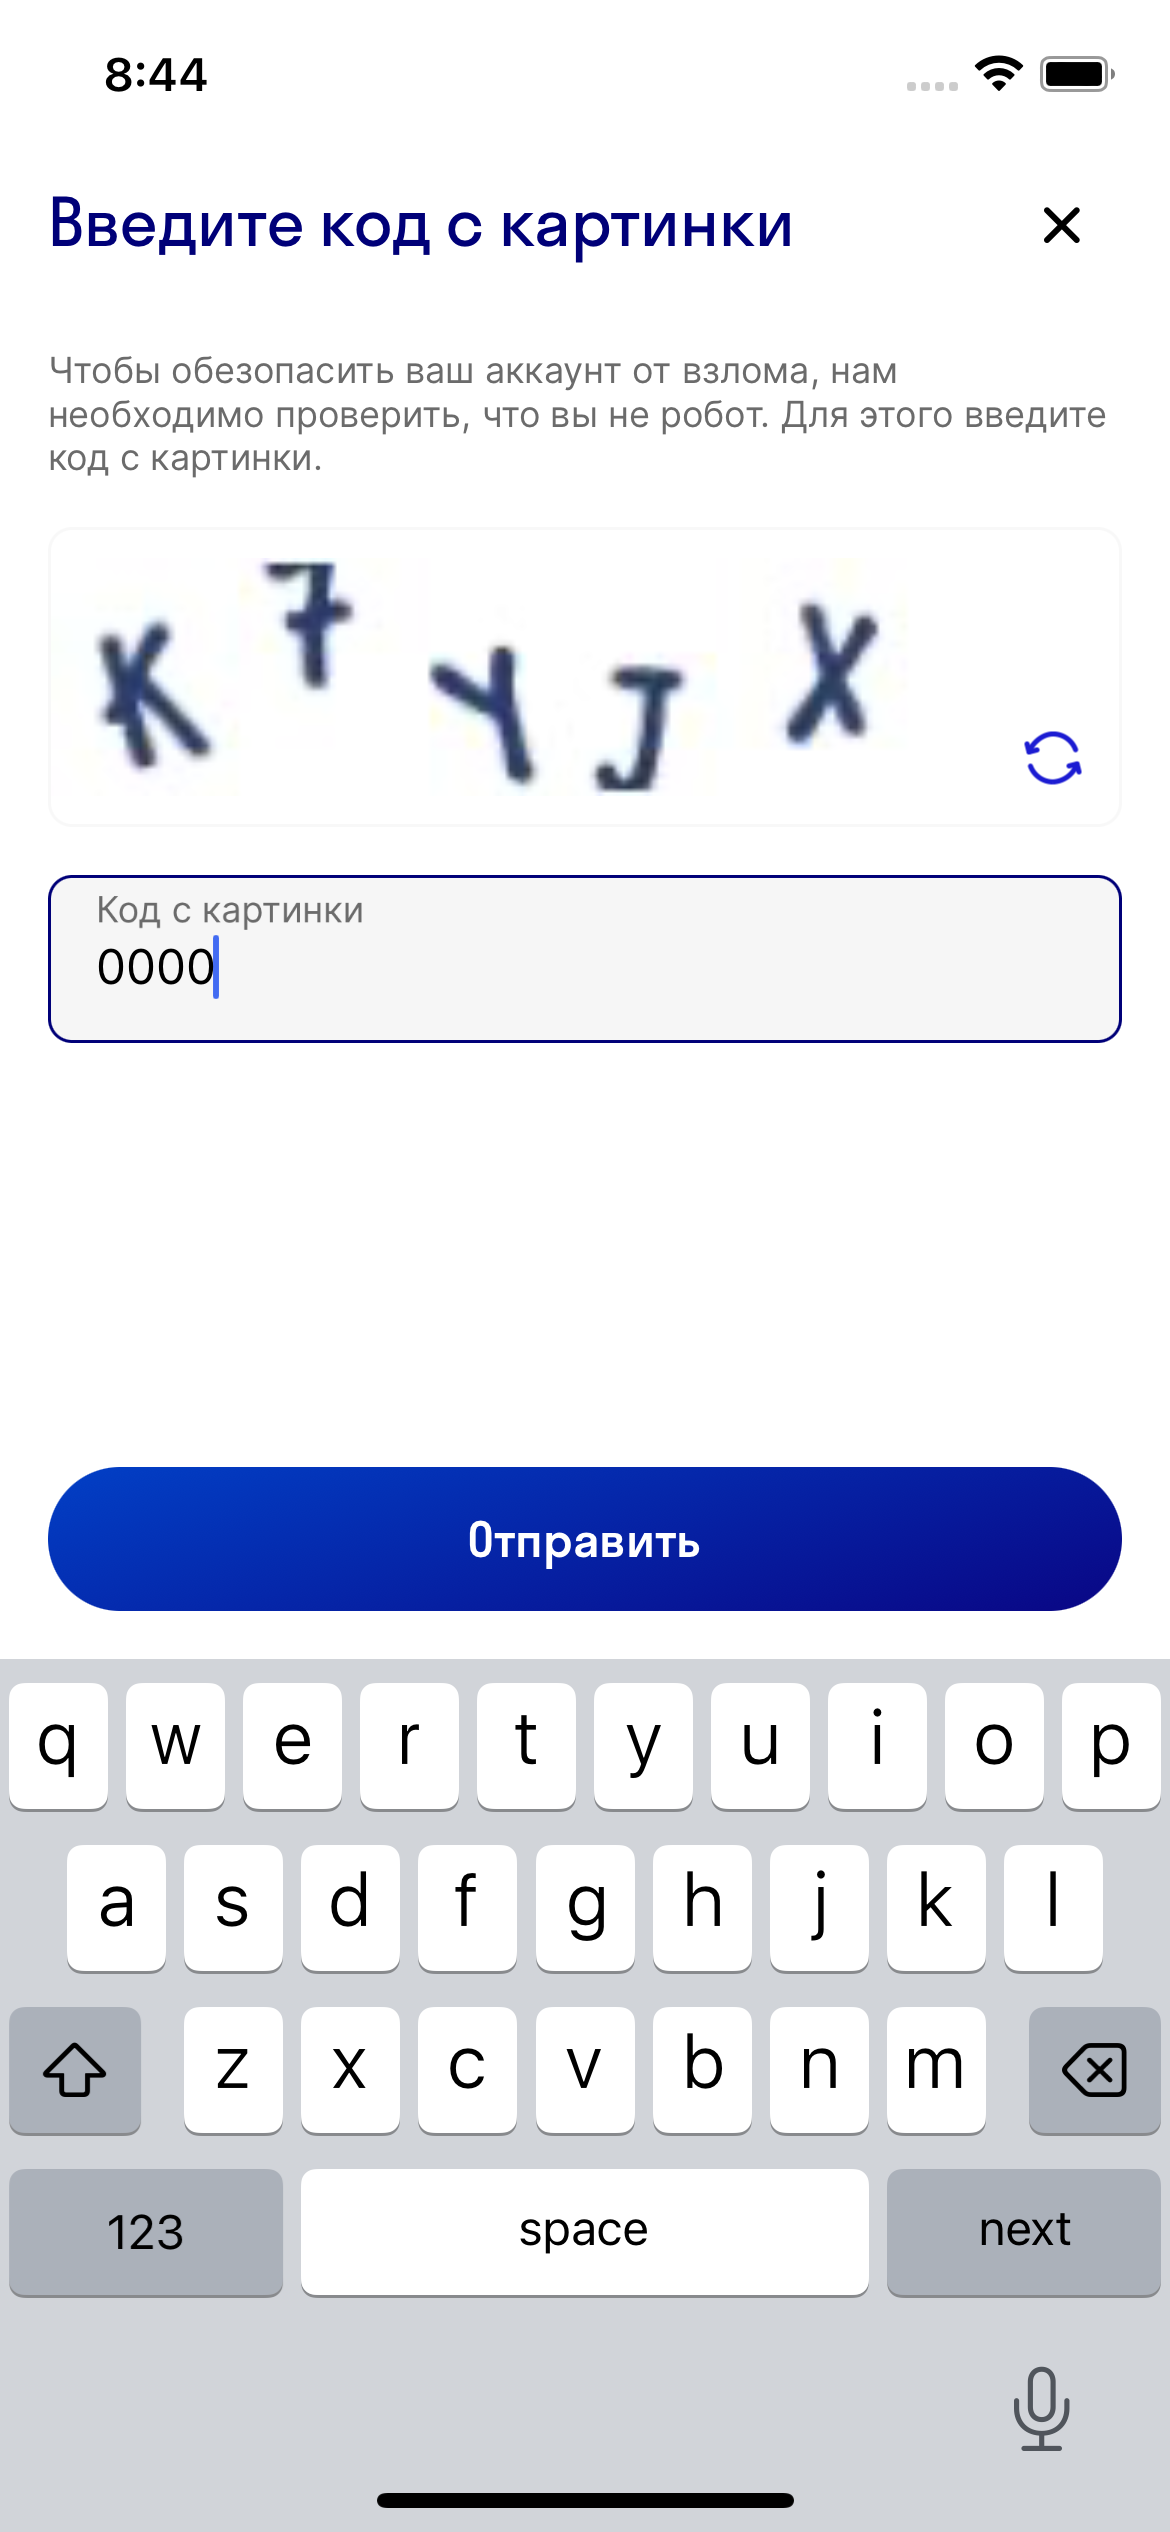 8:44
Введите код с картинки
Чтобы обезопасить ваш аккаунт от взлома, нам
необходимо проверить, что вы не робот. Для этого введите
код с картинки.
K7YJX
Код с картинки
0000
Отправить
q w e r t y u i o p
a s d f g h j k l
z x c v b n m
123 space next